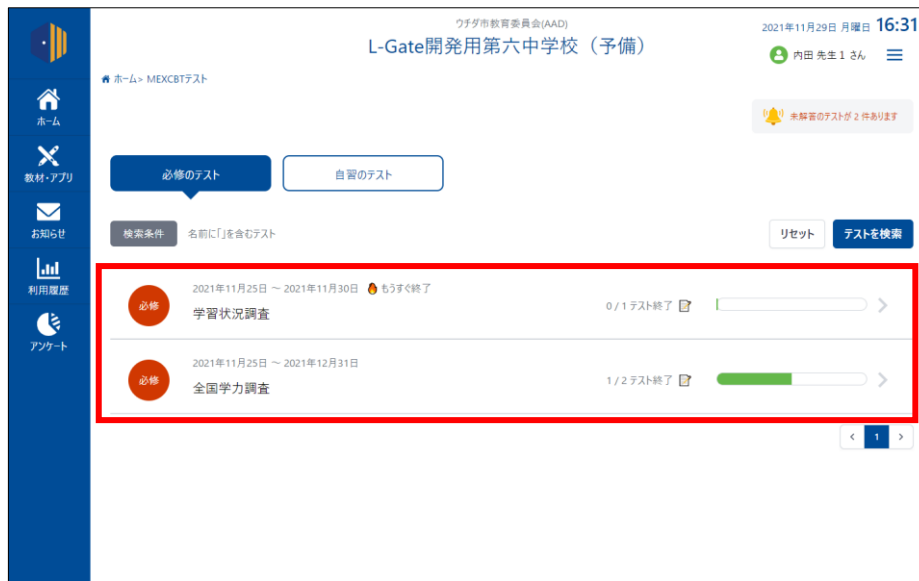 ウチダ市教育委員会(AAD)
L-Gate開発用第六中学校（予備）
2021年11月29日 月曜日 16:31
内田 先生１ さん
ホーム> MEXCBTテスト
未解答のテストが 2 件あります
ホーム
教材・アプリ
お知らせ
利用履歴
アンケート
必修のテスト
自習のテスト
検索条件 名前に「」を含むテスト
リセット
テストを検索
2021年11月25日 ～ 2021年11月30日 もうすぐ終了
必修
学習状況調査
0 / 1 テスト終了
2021年11月25日 ～ 2021年12月31日
必修
全国学力調査
1 / 2 テスト終了
< 1 >